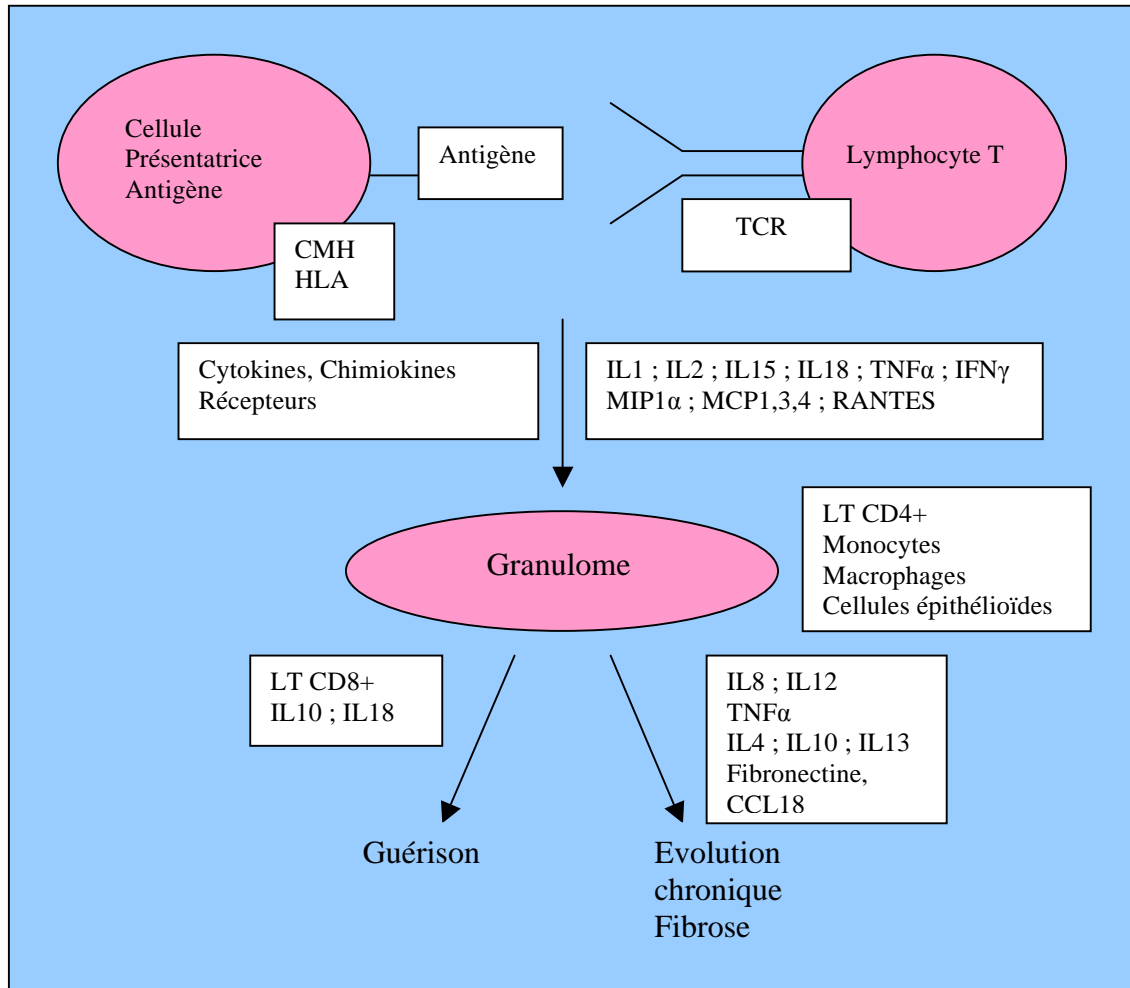 Cellule
Présentatrice
Antigène
Antigène
Lymphocyte T
CMH
HLA
TCR
Cytokines, Chimiokines
Récepteurs
IL1 ; IL2 ; IL15 ; IL18 ; TNFα ; IFNγ
MIP1α ; MCP1,3,4 ; RANTES
Granulome
LT CD4+
Monocytes
Macrophages
Cellules épithélioïdes
LT CD8+
IL10 ; IL18
IL8 ; IL12
TNFα
IL4 ; IL10 ; IL13
Fibronectine,
CCL18
Guérison
Evolution
chronique
Fibrose